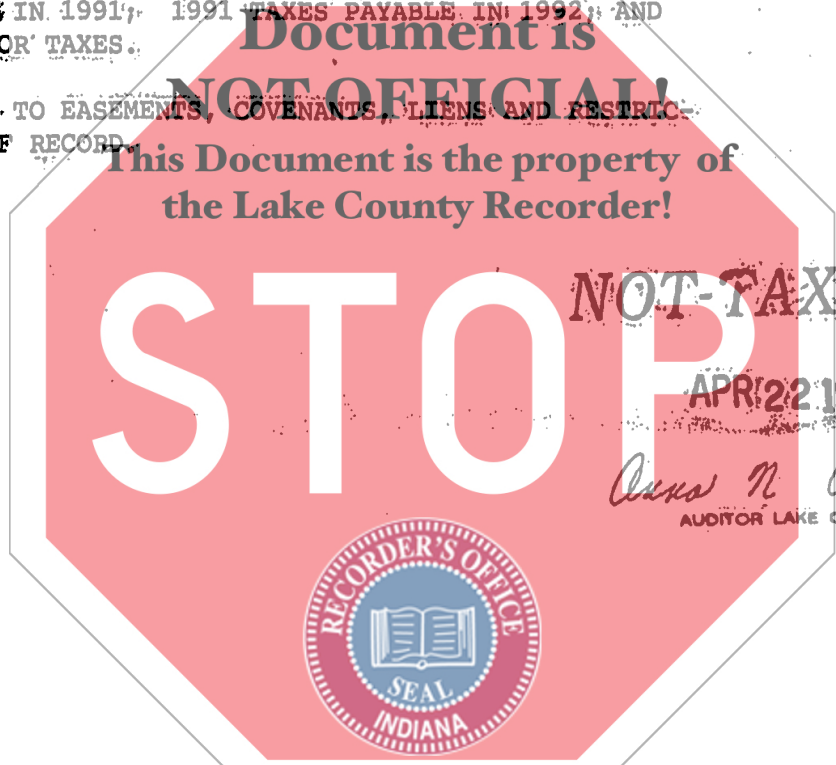 IN 1991; 1991 TAXES PAYABLE IN 1992; AND
OR TAXES.
TO EASEMENTS, COVENANTS, LIENS AND RESTRIC-
F RECORD.
Document is
NOT OFFICIAL!
This Document is the property of
the Lake County Recorder!
STOP
NOT-TAX
APR 22 1
Anna N
AUDITOR LAKE C
RECORDER'S OFFICE
SEAL
INDIANA